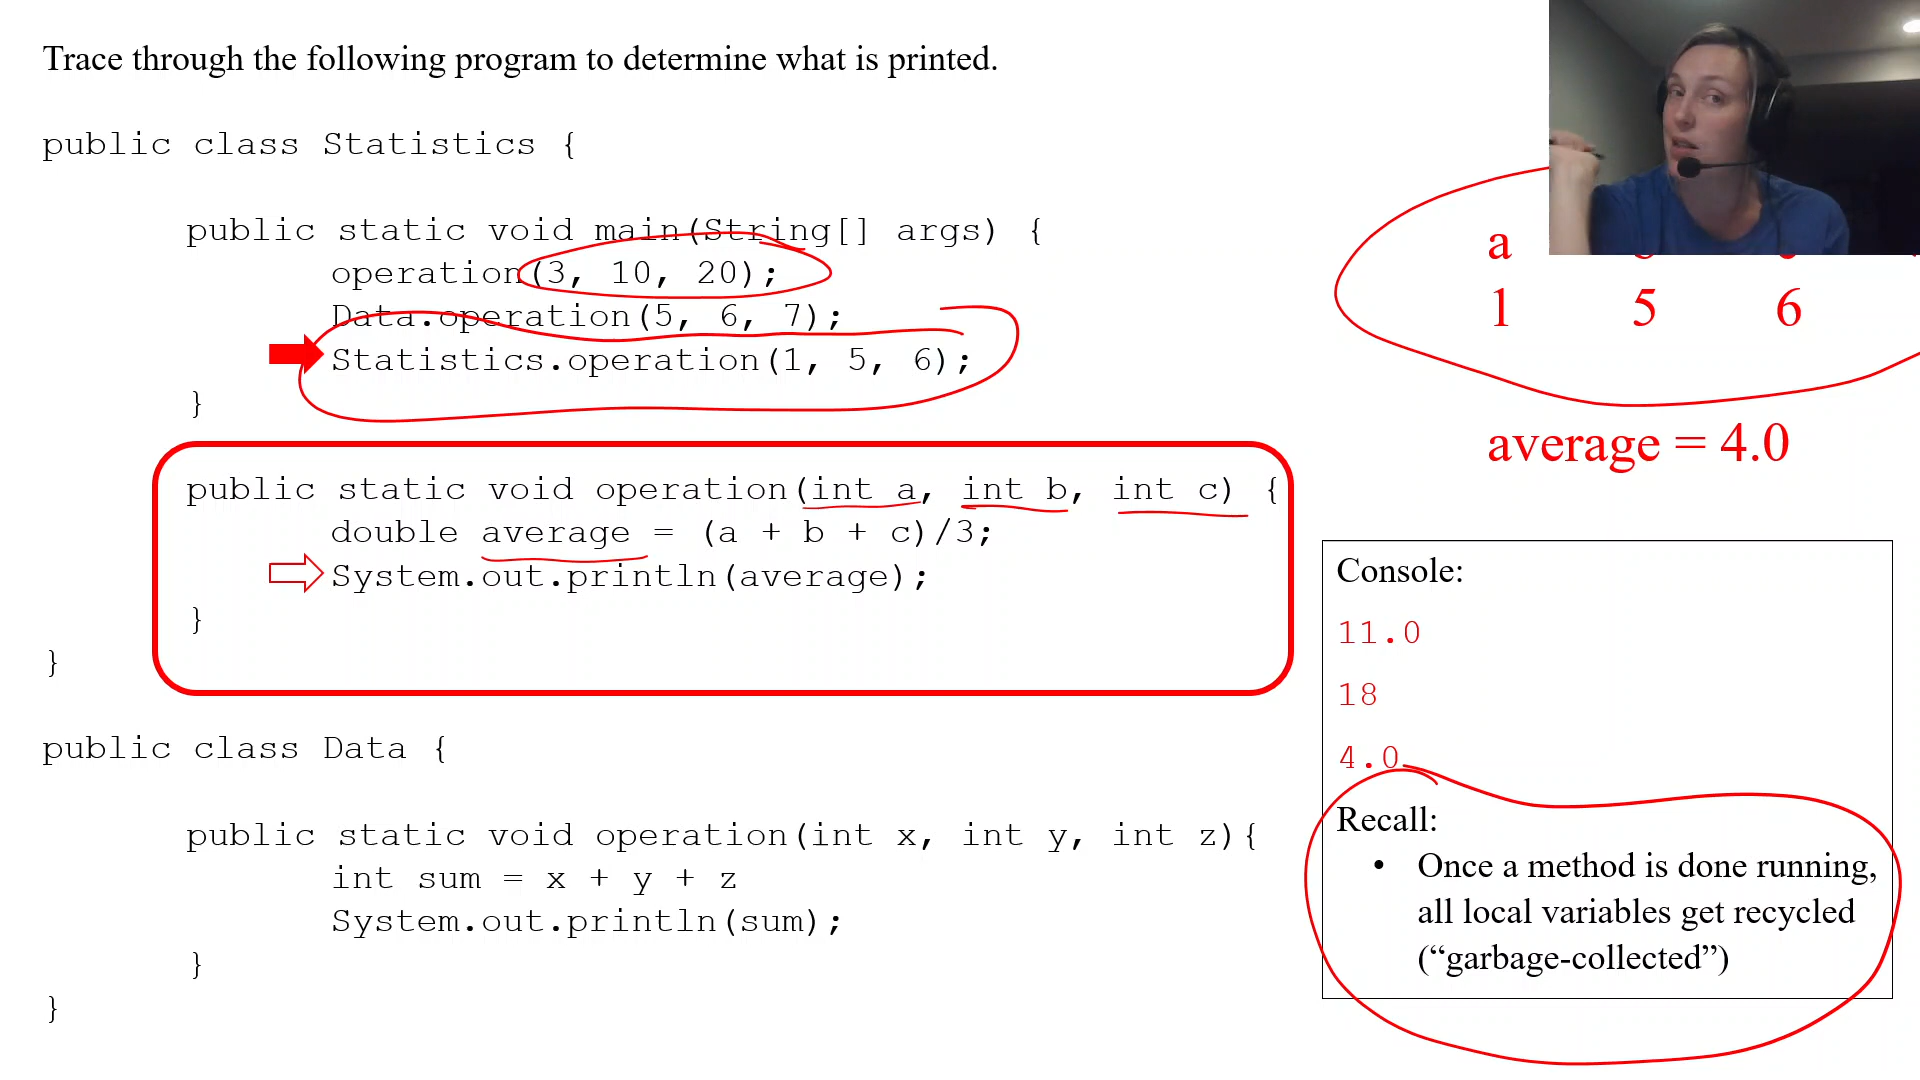 Trace through the following program to determine what is printed.
public class Statistics {
public static void main(String[] args) {
operation(3, 10, 20);
Data.operation(5, 6, 7);
Statistics.operation(1, 5, 6);
}
public static void operation(int a, int b, int c) {
double average = (a + b + c)/3;
System.out.println(average);
}
}
public class Data {
public static void operation(int x, int y, int z){
int sum = x + y + z
System.out.println(sum);
}
}
a
1 5 6
average = 4.0
Console:
11.0
18
4.0
Recall:
• Once a method is done running,
all local variables get recycled
(“garbage-collected”)